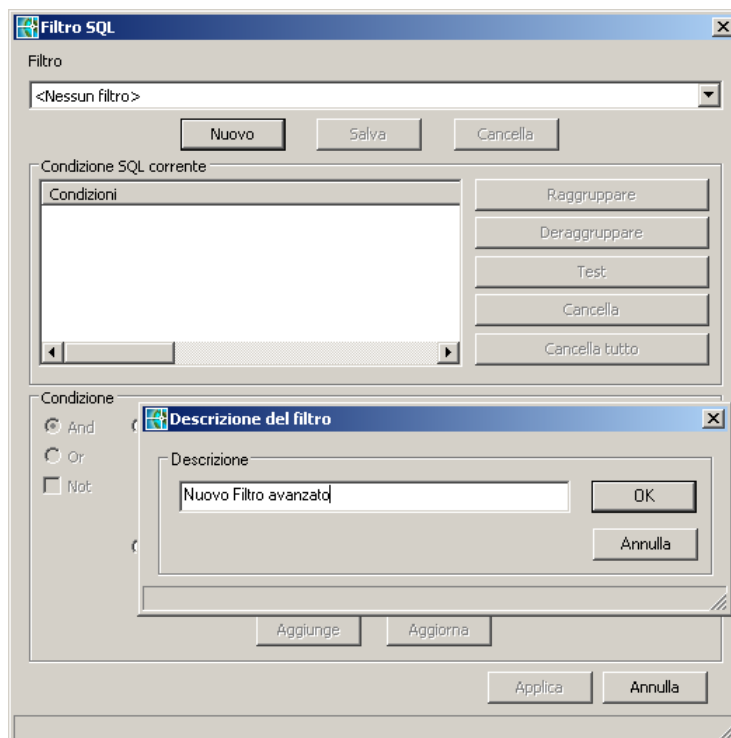 Filtro SQL
Filtro
<Nessun filtro>
Nuovo Salva Cancella
Condizione SQL corrente
Condizioni
Raggruppare
Deraggruppare
Test
Cancella
Cancella tutto
Condizione
And
Or
Not
Descrizione del filtro
Descrizione
Nuovo Filtro avanzato
OK
Annulla
Aggiunge Aggiorna
Applica Annulla